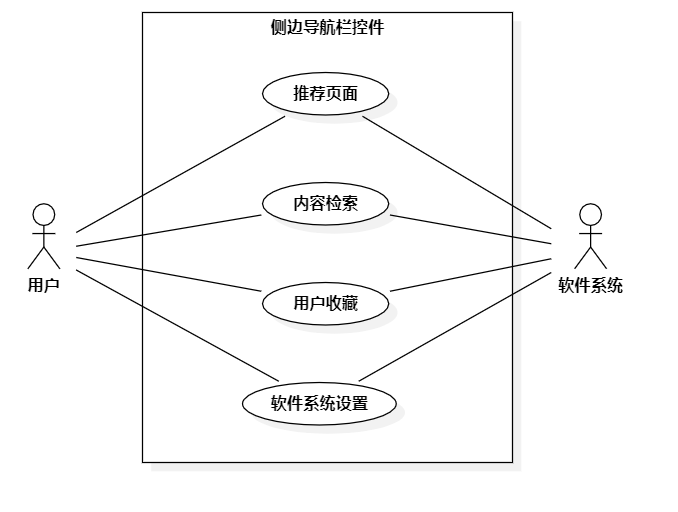 侧边导航栏控件
推荐页面
内容检索
用户
软件系统
用户收藏
软件系统设置